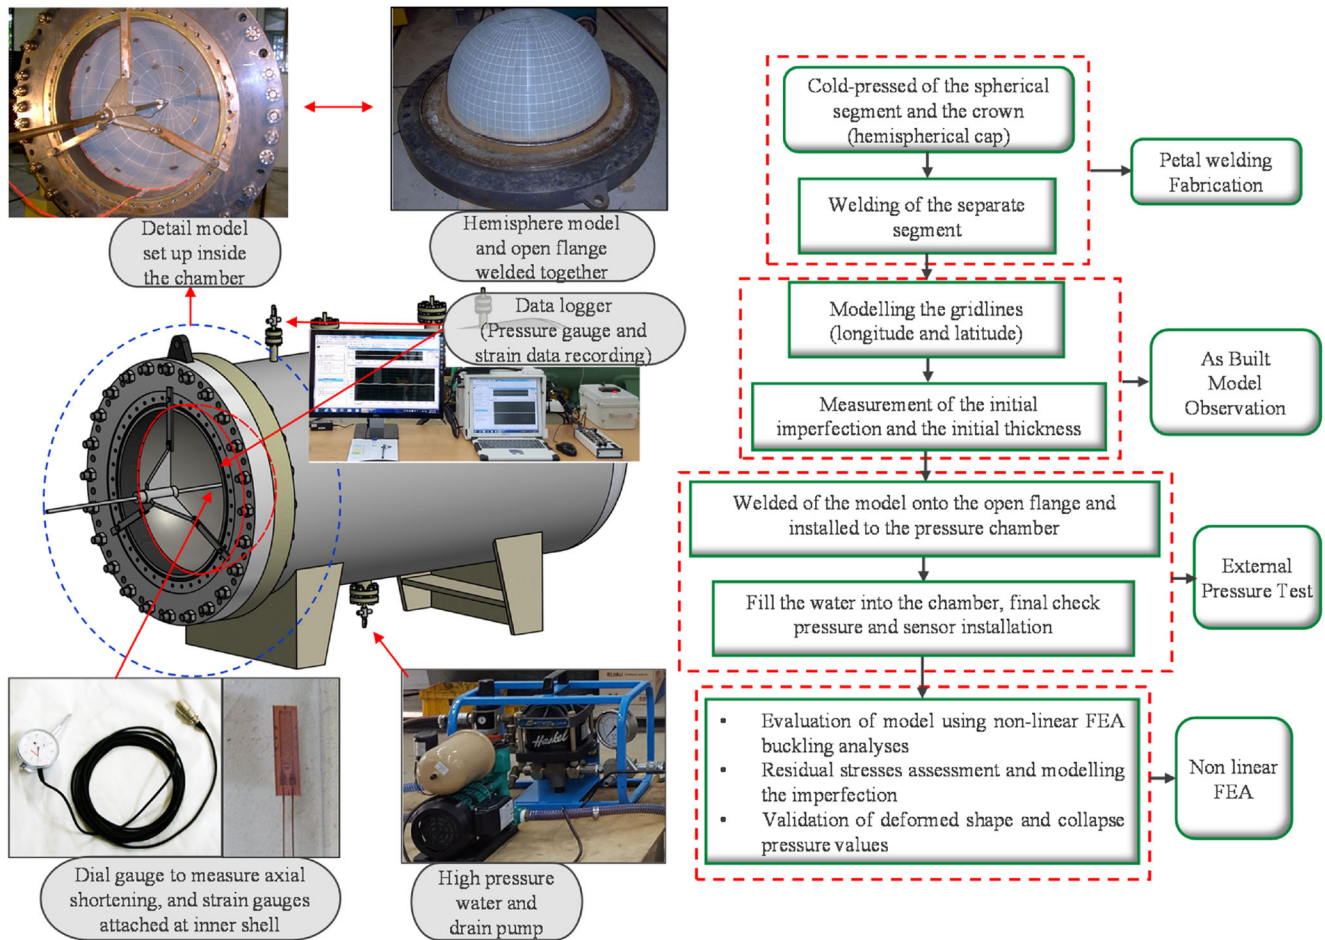 Detail model
set up inside
the chamber
Hemisphere model
and open flange
welded together
Data logger
(Pressure gauge and
strain data recording)
Haskel
Dial gauge to measure axial
shortening, and strain gauges
attached at inner shell
High pressure
water and
drain pump
Cold-pressed of the spherical
segment and the crown
(hemispherical cap)
Welding of the separate
segment
Petal welding
Fabrication
Modelling the gridlines
(longitude and latitude)
Measurement of the initial
imperfection and the initial thickness
As Built
Model
Observation
Welded of the model onto the open flange and
installed to the pressure chamber
Fill the water into the chamber, final check
pressure and sensor installation
External
Pressure Test
▪ Evaluation of model using non-linear FEA
buckling analyses
▪ Residual stresses assessment and modelling
the imperfection
▪ Validation of deformed shape and collapse
pressure values
Non linear
FEA